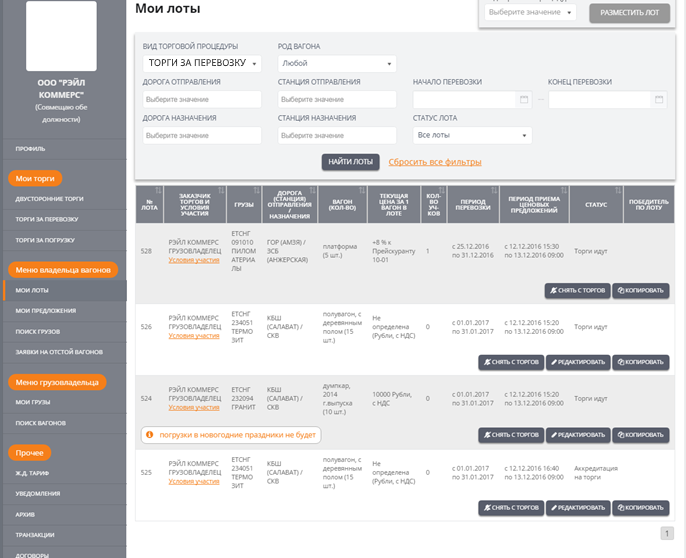 ООО "РЭЙЛ
КОММЕРС"
(Совмещаю обе
должности)
ПРОФИЛЬ
Мои торги
ДВУСТОРОННИЕ ТОРГИ
ТОРГИ ЗА ПЕРЕВОЗКУ
ТОРГИ ЗА ПОГРУЗКУ
Меню владельца вагонов
МОИ ЛОТЫ
МОИ ПРЕДЛОЖЕНИЯ
ПОИСК ГРУЗОВ
ЗАЯВКИ НА ОТСТОЙ ВАГОНОВ
Меню грузовладельца
МОИ ГРУЗЫ
ПОИСК ВАГОНОВ
Прочее
Ж.Д. ТАРИФ
УВЕДОМЛЕНИЯ
АРХИВ
ТРАНЗАКЦИИ
ДОГОВОРЫ
Мои лоты
Выберите значение
РАЗМЕСТИТЬ ЛОТ
ВИД ТОРГОВОЙ ПРОЦЕДУРЫ РОД ВАГОНА
ТОРГИ ЗА ПЕРЕВОЗКУ Любой
ДОРОГА ОТПРАВЛЕНИЯ СТАНЦИЯ ОТПРАВЛЕНИЯ НАЧАЛО ПЕРЕВОЗКИ КОНЕЦ ПЕРЕВОЗКИ
Выберите значение Выберите значение
ДОРОГА НАЗНАЧЕНИЯ СТАНЦИЯ НАЗНАЧЕНИЯ СТАТУС ЛОТА
Выберите значение Выберите значение Все лоты
НАЙТИ ЛОТЫ Сбросить все фильтры
№
ЛОТА
ЗАКАЗЧИК
ТОРГОВ И
УСЛОВИЯ
УЧАСТИЯ
ГРУЗЫ
ДОРОГА
(СТАНЦИЯ)
ОТПРАВЛЕНИЯ
/
НАЗНАЧЕНИЯ
ВАГОН
(КОЛ-ВО)
ТЕКУЩАЯ
ЦЕНА ЗА 1
ВАГОН В
ЛОТЕ
КОЛ-
ВО
УЧ-
КОВ
ПЕРИОД
ПЕРЕВОЗКИ
ПЕРИОД ПРИЕМА
ЦЕНОВЫХ
ПРЕДЛОЖЕНИЙ
СТАТУС
ПОБЕДИТЕЛЬ
ПО ЛОТУ
528
РЭЙЛ КОММЕРС
ГРУЗОВЛАДЕЛЕЦ
Условия участия
ЕТСНГ
091010
ПИЛОМ
АТЕРИА
ЛЫ
ГОР (АМЗЯ) /
ЗСБ
(АНЖЕРСКАЯ)
платформа
(5 шт.)
+8 % к
Прейскуранту
10-01
1
с 25.12.2016
по 31.12.2016
с 12.12.2016 15:30
по 13.12.2016 09:00
Торги идут
СНЯТЬ С ТОРГОВ КОПИРОВАТЬ
526
РЭЙЛ КОММЕРС
ГРУЗОВЛАДЕЛЕЦ
Условия участия
ЕТСНГ
234051
ТЕРМО
ЗИТ
КБШ
(САЛАВАТ) /
СКВ
полувагон, с
деревянным
полом (15
шт.)
Не
определена
(Рубли, с НДС)
0
с 01.01.2017
по 31.01.2017
с 12.12.2016 15:20
по 13.12.2016 09:00
Торги идут
СНЯТЬ С ТОРГОВ РЕДАКТИРОВАТЬ КОПИРОВАТЬ
524
РЭЙЛ КОММЕРС
ГРУЗОВЛАДЕЛЕЦ
Условия участия
ЕТСНГ
232094
ГРАНИТ
КБШ
(САЛАВАТ) /
СКВ
думпкар,
2014
г.выпуска
(10 шт.)
10000 Рубли,
с НДС
0
с 01.01.2017
по 31.01.2017
с 12.12.2016 15:20
по 13.12.2016 09:00
Торги идут
погрузки в новогодние праздники не будет
СНЯТЬ С ТОРГОВ РЕДАКТИРОВАТЬ КОПИРОВАТЬ
525
РЭЙЛ КОММЕРС
ГРУЗОВЛАДЕЛЕЦ
Условия участия
ЕТСНГ
234051
ТЕРМО
ЗИТ
КБШ
(САЛАВАТ) /
СКВ
полувагон, с
деревянным
полом (15
шт.)
Не
определена
(Рубли, с НДС)
0
с 01.01.2017
по 31.01.2017
с 12.12.2016 16:40
по 13.12.2016 09:00
Аккредитация
на торги
СНЯТЬ С ТОРГОВ РЕДАКТИРОВАТЬ КОПИРОВАТЬ
1